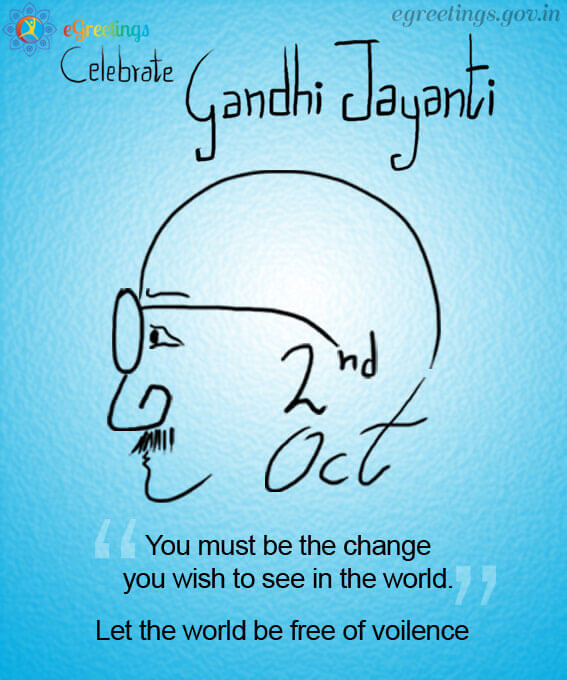 eGreetings
egreetings.gov.in
Celebrate
Gandhi Jayanti
2nd
Oct
“ You must be the change
you wish to see in the world. ”
Let the world be free of voilence